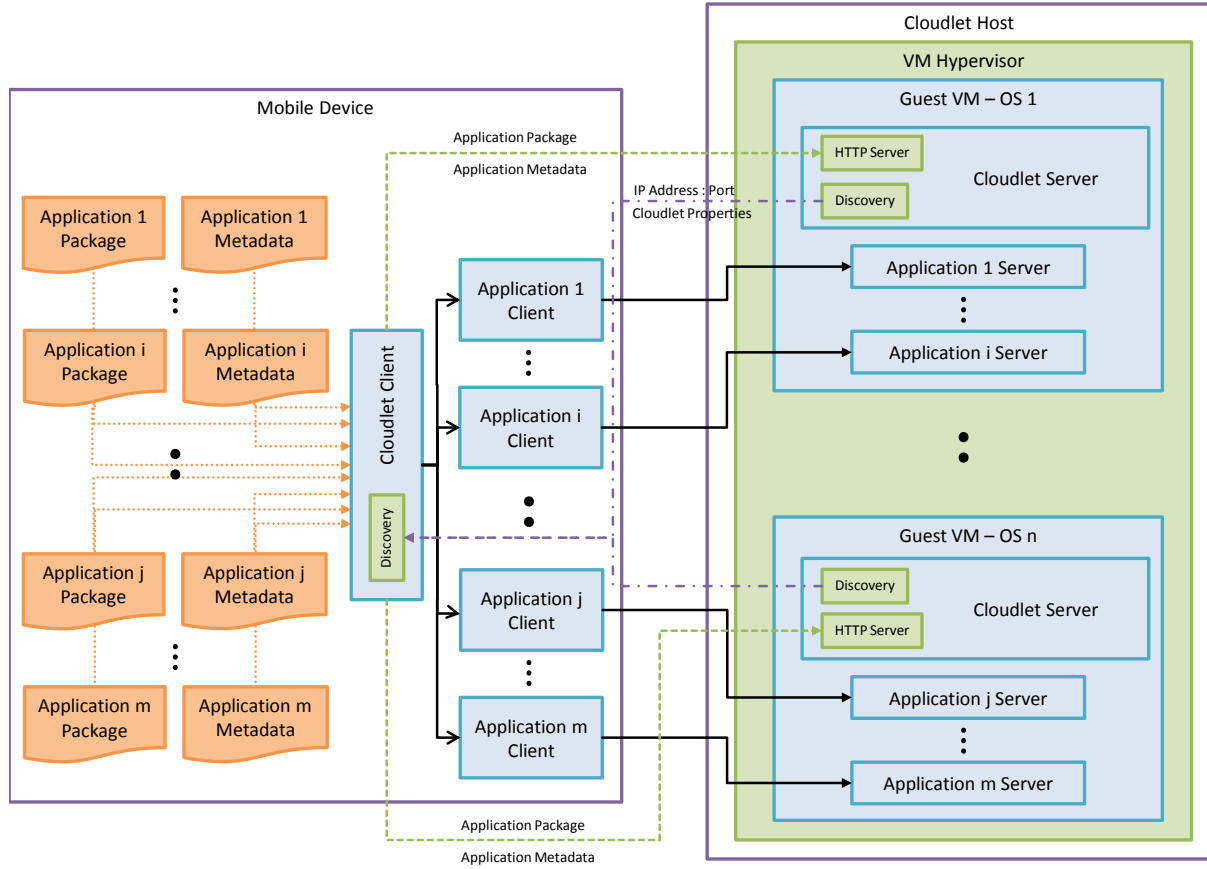 Cloudlet Host
VM Hypervisor
Mobile Device
Guest VM – OS 1
Application Package
Application Metadata
HTTP Server
Cloudlet Server
Discovery
IP Address : Port
Cloudlet Properties
Application 1
Package
Application 1
Metadata
Application 1
Client
Application 1 Server
Application i
Package
Application i
Metadata
Cloudlet Client
Discovery
Application i
Client
Application i Server
Guest VM – OS n
Discovery
Cloudlet Server
HTTP Server
Application j
Package
Application j
Metadata
Application j
Client
Application j Server
Application m
Package
Application m
Metadata
Application m
Client
Application m Server
Application Package
Application Metadata